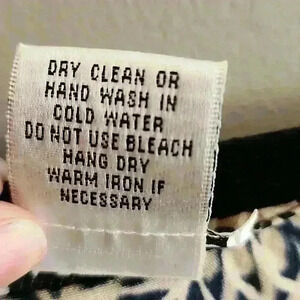 DRY CLEAN OR
HAND WASH IN
COLD WATER
DO NOT USE BLEACH
HANG DRY
WARM IRON IF
NECESSARY